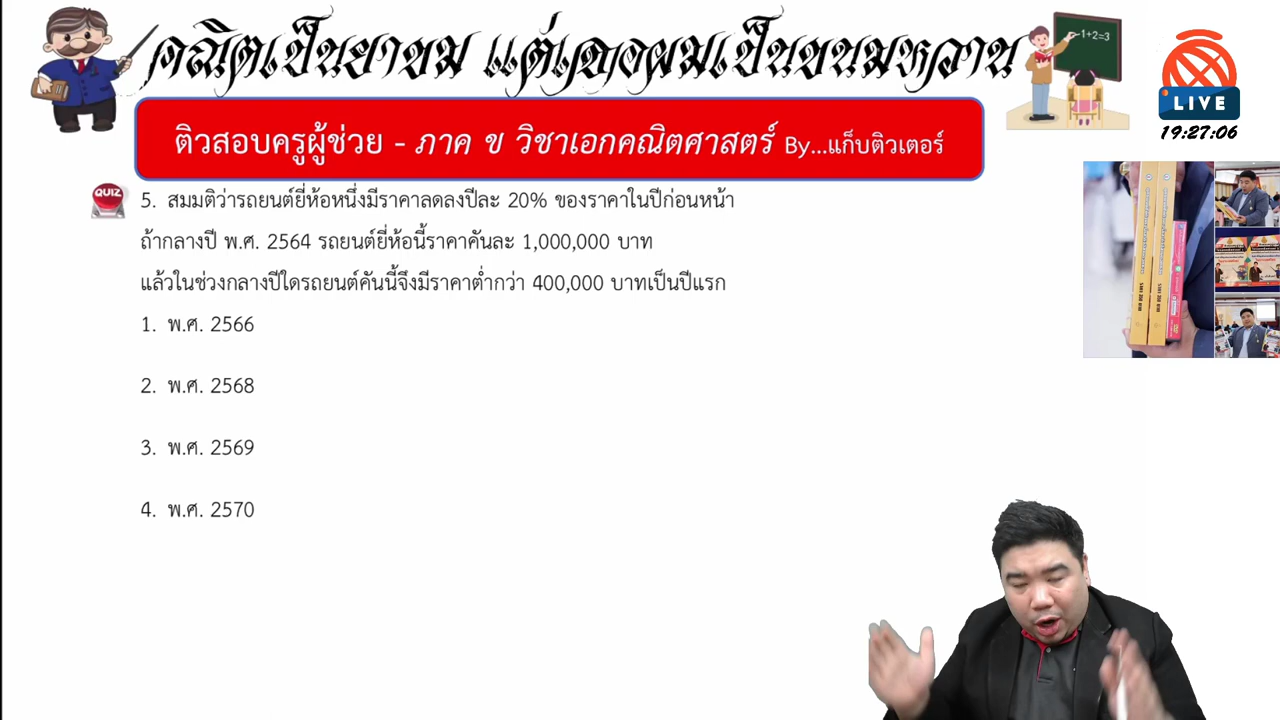 คณิตเป็นยาขม แต่เจอผมเป็นขนมหวาน
-1+2=3
LIVE
19:27:06
ติวสอบครูผู้ช่วย - ภาค ข วิชาเอกคณิตศาสตร์ By...แก็บติวเตอร์
QUIZ
5. สมมติว่ารถยนต์ยี่ห้อหนึ่งมีราคาลดลงปีละ 20% ของราคาในปีก่อนหน้า
ถ้ากลางปี พ.ศ. 2564 รถยนต์ยี่ห้อนี้ราคาคันละ 1,000,000 บาท
แล้วในช่วงกลางปีใดรถยนต์คันนี้จึงมีราคาต่ำกว่า 400,000 บาทเป็นปีแรก
1. พ.ศ. 2566
2. พ.ศ. 2568
3. พ.ศ. 2569
4. พ.ศ. 2570